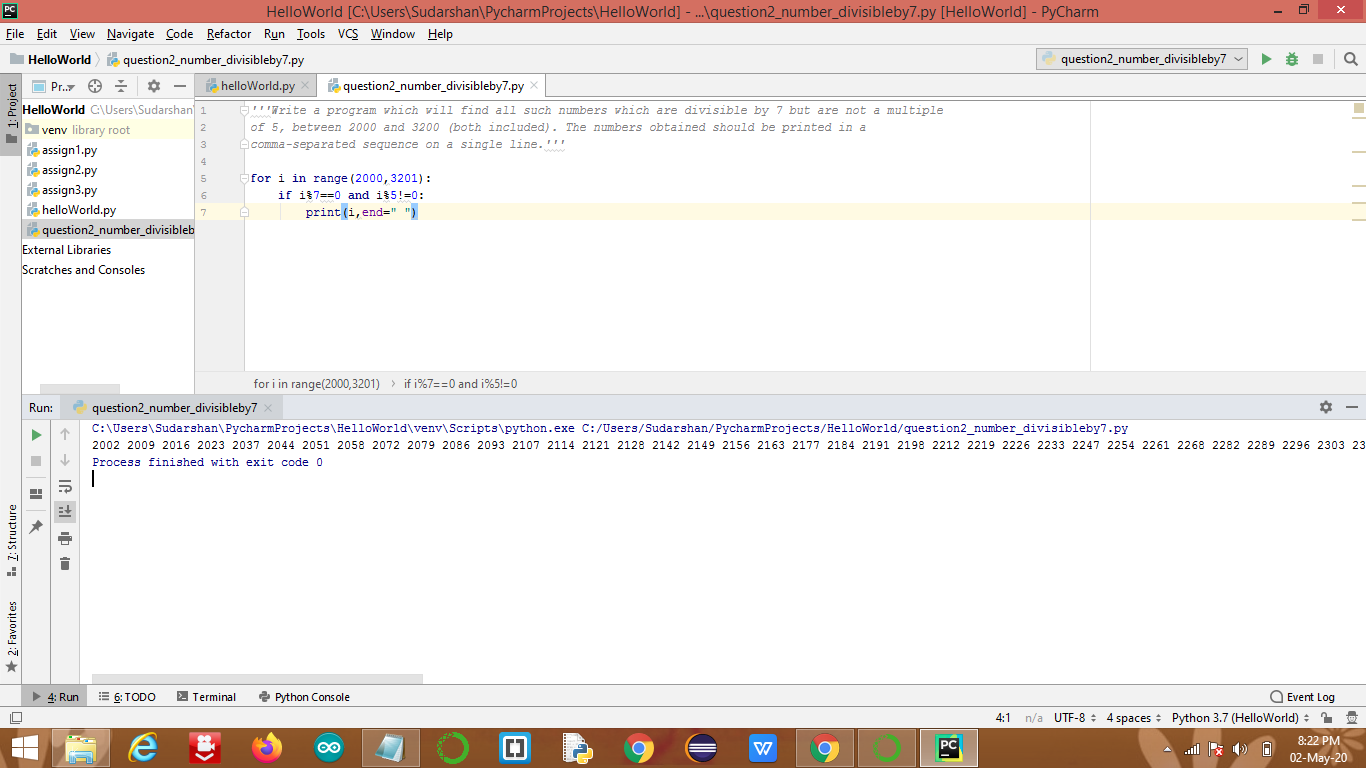 HelloWorld [C:\Users\Sudarshan\PycharmProjects\HelloWorld] - ...\question2_number_divisibleby7.py [HelloWorld] - PyCharm
File Edit View Navigate Code Refactor Run Tools VCS Window Help
HelloWorld question2_number_divisibleby7.py question2_number_divisibleby7
1: Project
Pr.. helloWorld.py question2_number_divisibleby7.py
HelloWorld C:\Users\Sudarshan\
venv library root
assign1.py
assign2.py
assign3.py
helloWorld.py
question2_number_divisibleb
External Libraries
Scratches and Consoles
1 '''Write a program which will find all such numbers which are divisible by 7 but are not a multiple
2 of 5, between 2000 and 3200 (both included). The numbers obtained should be printed in a
3 comma-separated sequence on a single line.'''
4
5 for i in range(2000,3201):
6 if i%7==0 and i%5!=0:
7 print(i,end=" ")
for i in range(2000,3201) › if i%7==0 and i%5!=0
Run: question2_number_divisibleby7
C:\Users\Sudarshan\PycharmProjects\HelloWorld\venv\Scripts\python.exe C:/Users/Sudarshan/PycharmProjects/HelloWorld/question2_number_divisibleby7.py
2002 2009 2016 2023 2037 2044 2051 2058 2072 2079 2086 2093 2107 2114 2121 2128 2142 2149 2156 2163 2177 2184 2191 2198 2212 2219 2226 2233 2247 2254 2261 2268 2282 2289 2296 2303 23
Process finished with exit code 0
7: Structure
2: Favorites
4: Run 6: TODO Terminal Python Console Event Log
4:1 n/a UTF-8 4 spaces Python 3.7 (HelloWorld)
PC
8:22 PM
02-May-20